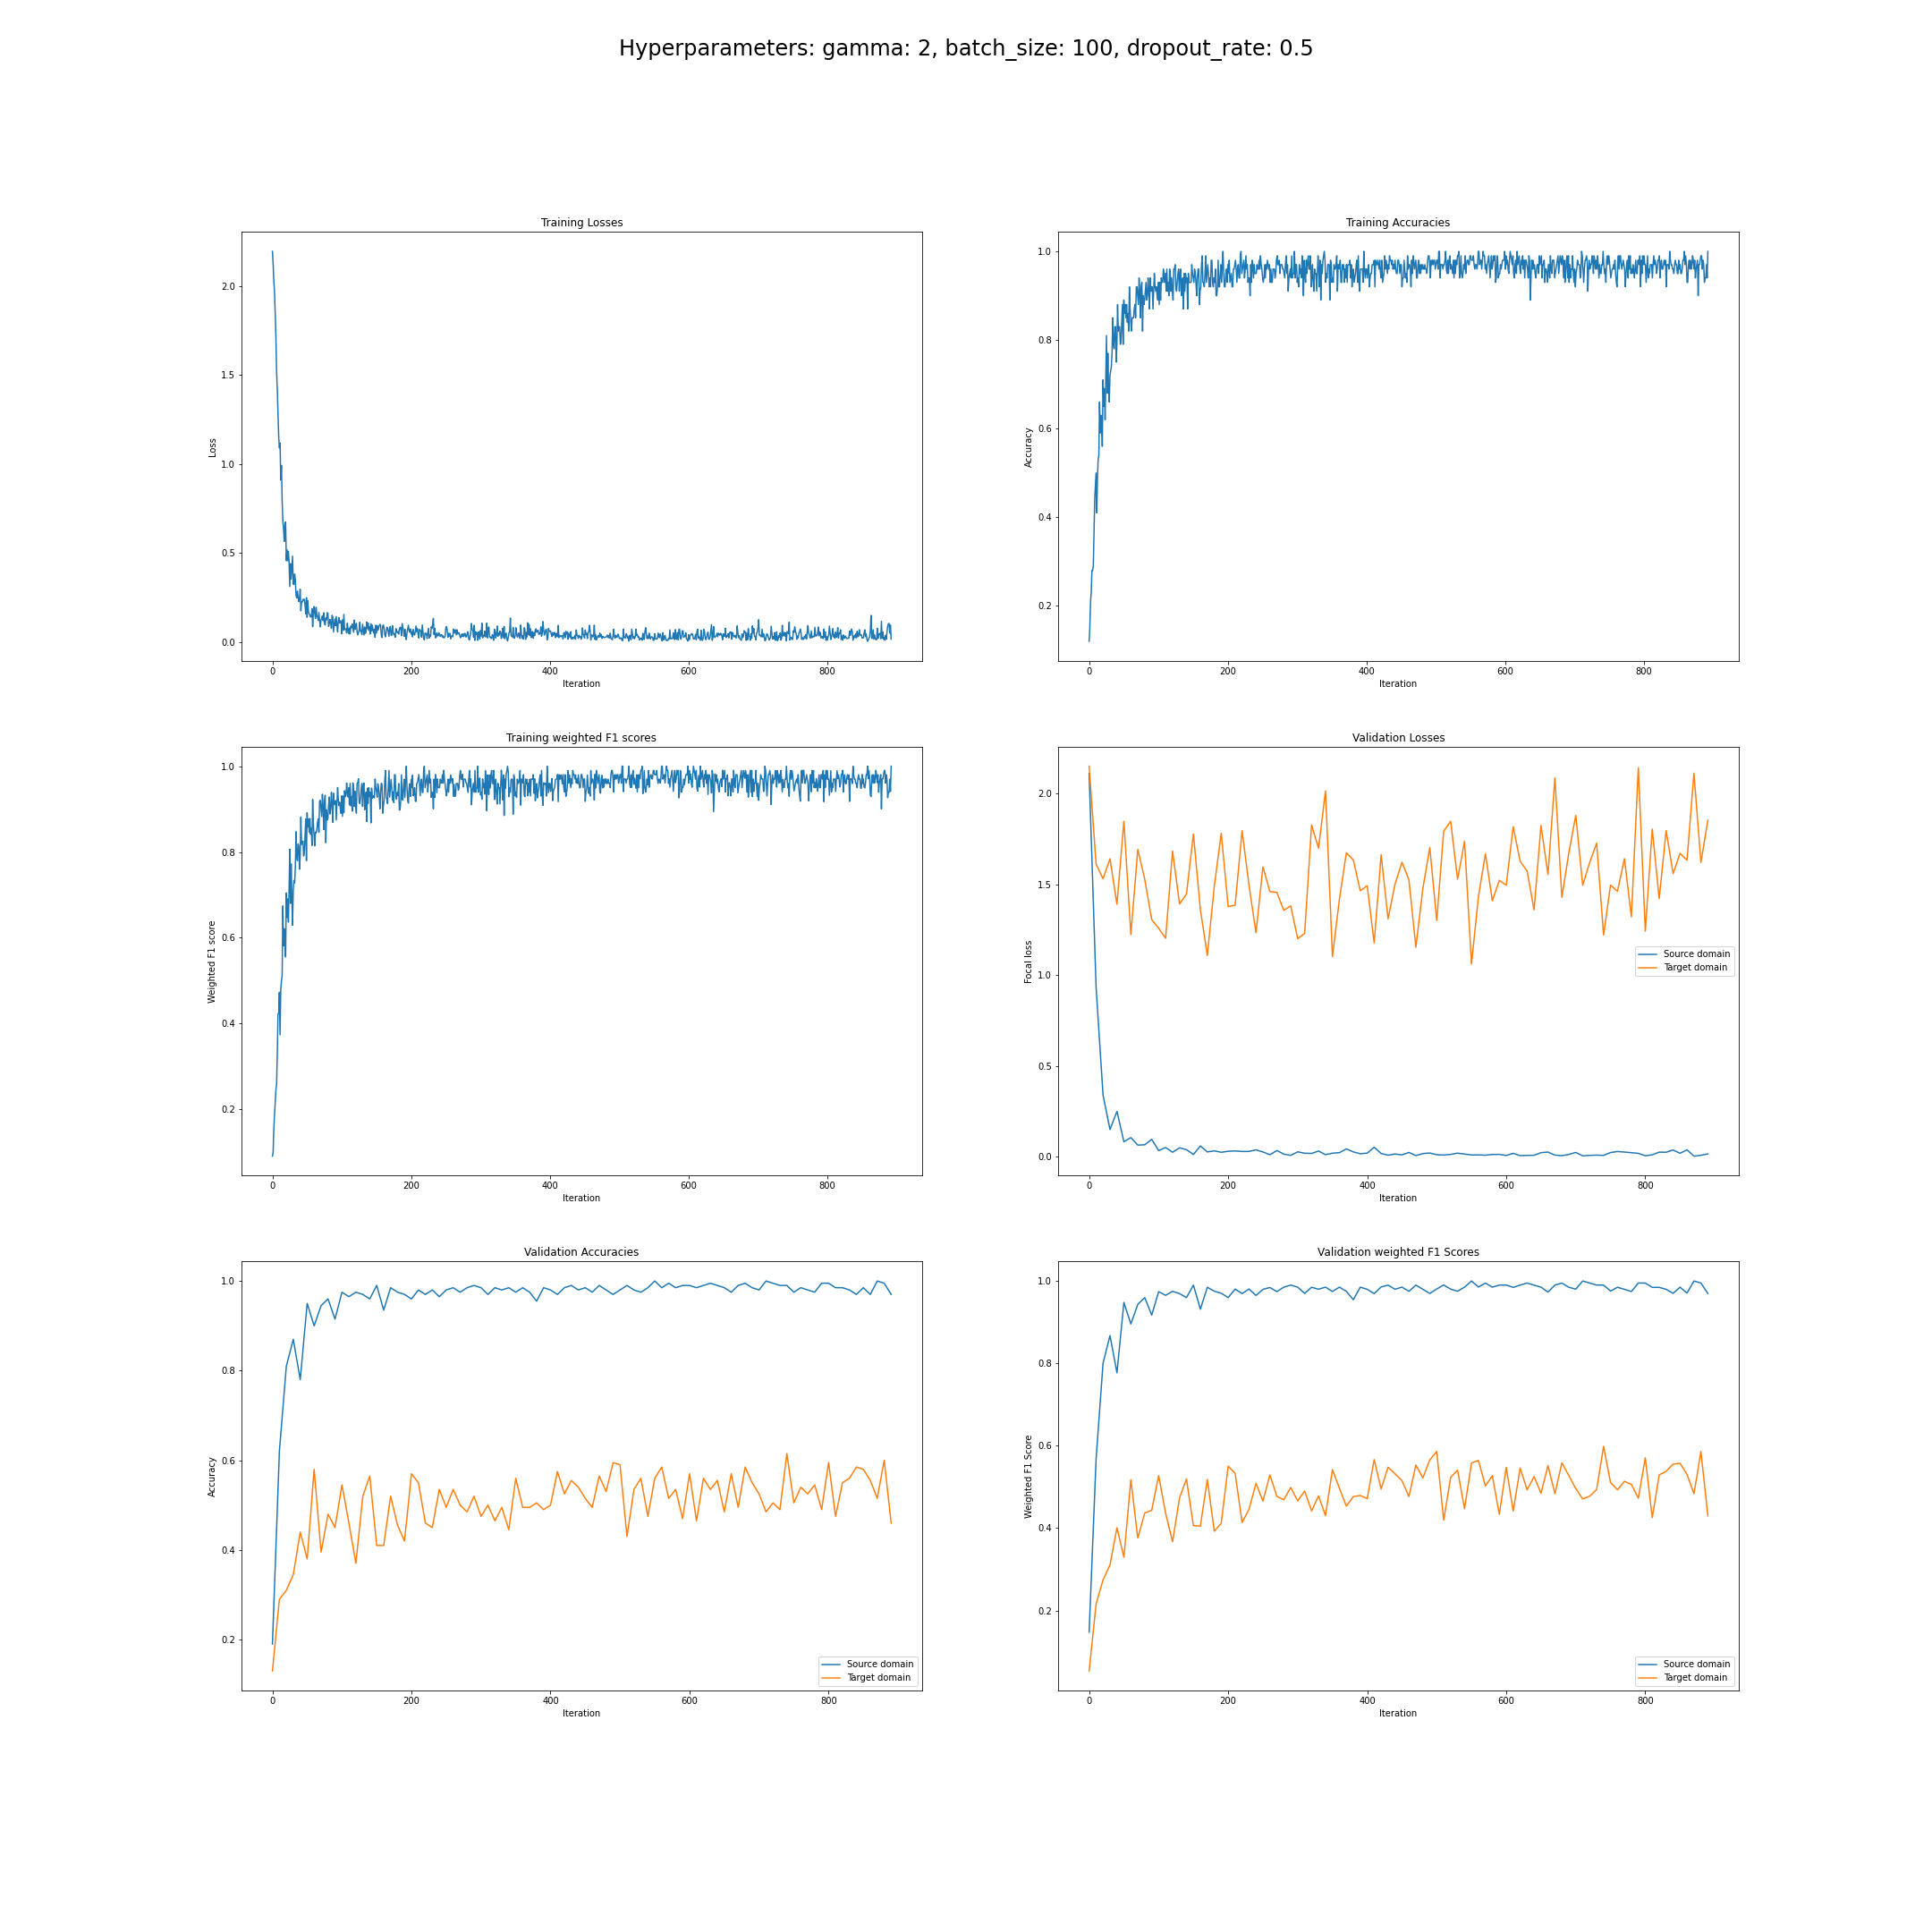 Hyperparameters: gamma: 2, batch_size: 100, dropout_rate: 0.5
Training Losses
2.0
1.5
1.0
0.5
0.0
Loss
0 200 400 600 800
Iteration
Training Accuracies
1.0
0.8
0.6
0.4
0.2
Accuracy
0 200 400 600 800
Iteration
Training weighted F1 scores
1.0
0.8
0.6
0.4
0.2
Weighted F1 score
0 200 400 600 800
Iteration
Validation Losses
2.0
1.5
1.0
0.5
0.0
Focal loss
Source domain
Target domain
0 200 400 600 800
Iteration
Validation Accuracies
1.0
0.8
0.6
0.4
0.2
Accuracy
Source domain
Target domain
0 200 400 600 800
Iteration
Validation weighted F1 Scores
1.0
0.8
0.6
0.4
0.2
Weighted F1 Score
Source domain
Target domain
0 200 400 600 800
Iteration